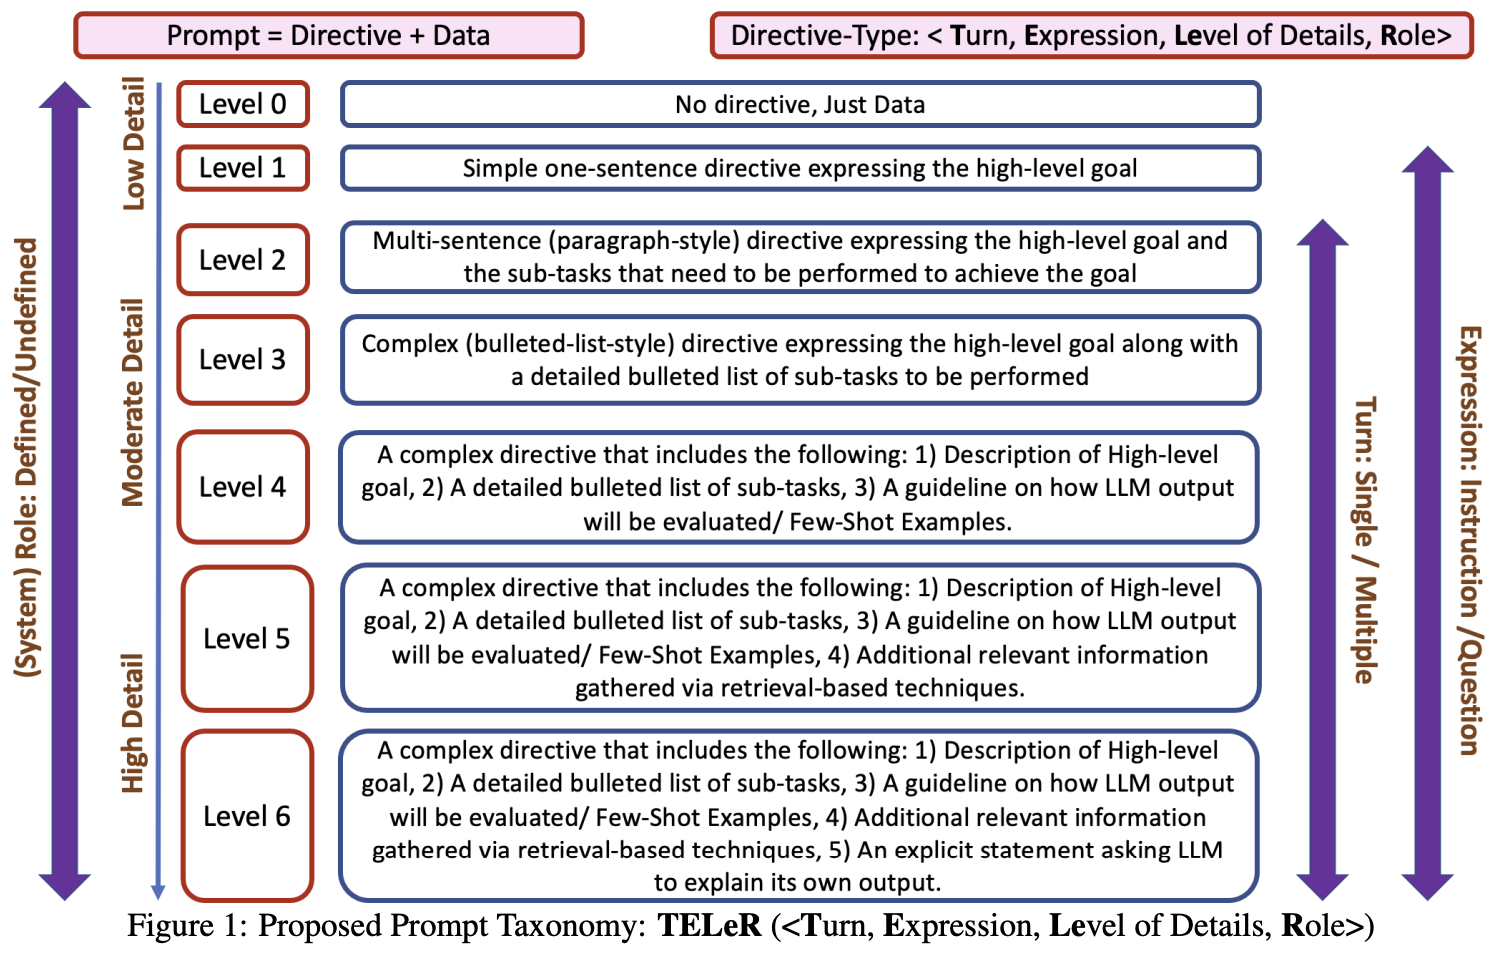 Prompt = Directive + Data
Directive-Type: < Turn, Expression, Level of Details, Role>
(System) Role: Defined/Undefined
Low Detail
Moderate Detail
High Detail
Level 0
No directive, Just Data
Level 1
Simple one-sentence directive expressing the high-level goal
Level 2
Multi-sentence (paragraph-style) directive expressing the high-level goal and
the sub-tasks that need to be performed to achieve the goal
Level 3
Complex (bulleted-list-style) directive expressing the high-level goal along with
a detailed bulleted list of sub-tasks to be performed
Level 4
A complex directive that includes the following: 1) Description of High-level
goal, 2) A detailed bulleted list of sub-tasks, 3) A guideline on how LLM output
will be evaluated/ Few-Shot Examples.
Level 5
A complex directive that includes the following: 1) Description of High-level
goal, 2) A detailed bulleted list of sub-tasks, 3) A guideline on how LLM output
will be evaluated/ Few-Shot Examples, 4) Additional relevant information
gathered via retrieval-based techniques.
Level 6
A complex directive that includes the following: 1) Description of High-level
goal, 2) A detailed bulleted list of sub-tasks, 3) A guideline on how LLM output
will be evaluated/ Few-Shot Examples, 4) Additional relevant information
gathered via retrieval-based techniques, 5) An explicit statement asking LLM
to explain its own output.
Turn: Single / Multiple
Expression: Instruction /Question
Figure 1: Proposed Prompt Taxonomy: TELeR (<Turn, Expression, Level of Details, Role>)